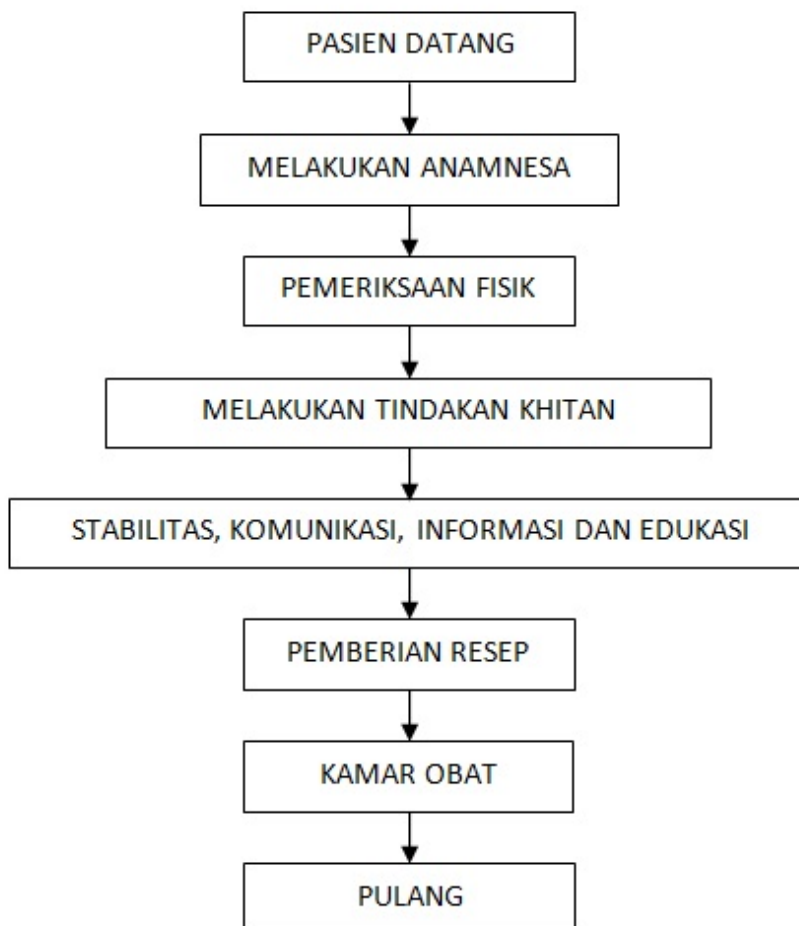 PASIEN DATANG
MELAKUKAN ANAMNESA
PEMERIKSAAN FISIK
MELAKUKAN TINDAKAN KHITAN
STABILITAS, KOMUNIKASI, INFORMASI DAN EDUKASI
PEMBERIAN RESEP
KAMAR OBAT
PULANG